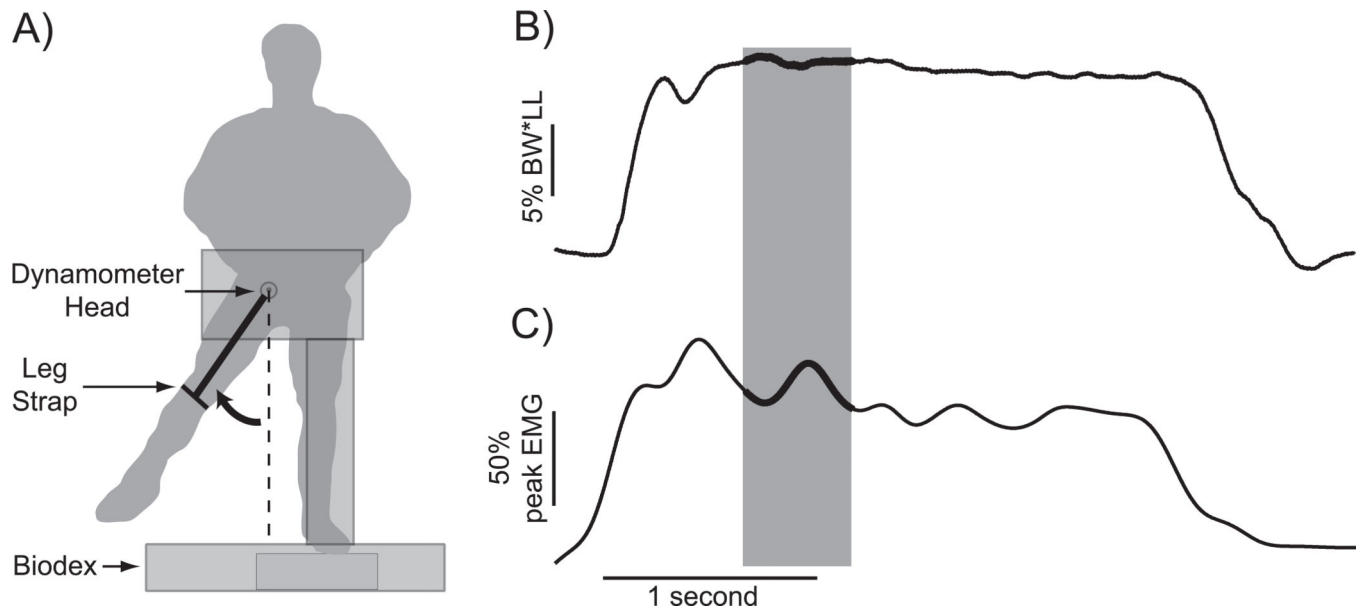 A)
Dynamometer
Head
Leg
Strap
Biodex
B)
5% BW*LL
C)
50%
peak EMG
1 second